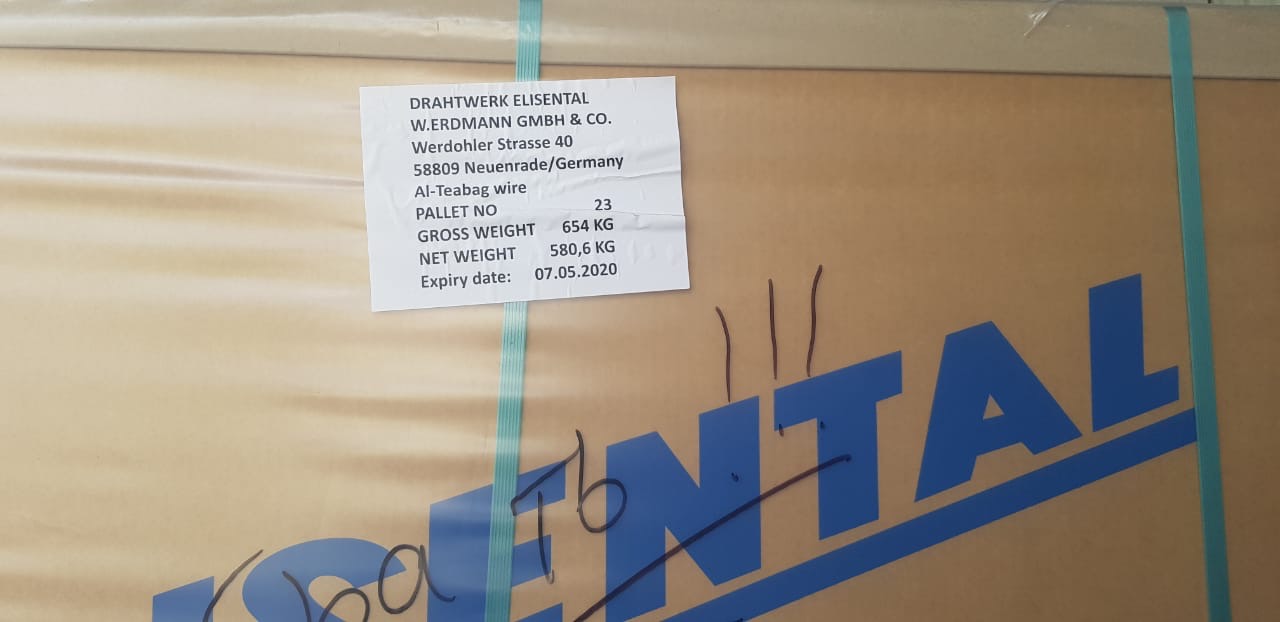 DRAHTWERK ELISENTAL
W.ERDMANN GMBH & CO.
Werdohler Strasse 40
58809 Neuenrade/Germany
Al-Teabag wire
PALLET NO 23
GROSS WEIGHT 654 KG
NET WEIGHT 580,6 KG
Expiry date: 07.05.2020
ISENTAL